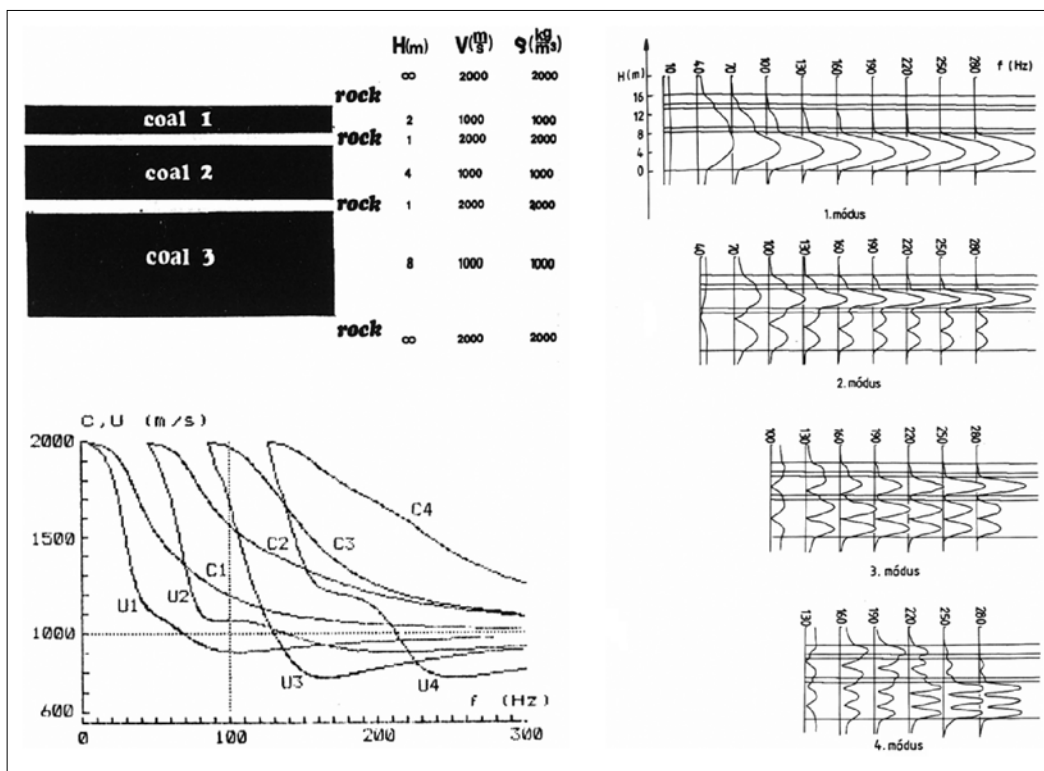 H(m) V(m/s) ϱ(kg/m3)
∞ 2000 2000
rock
coal 1 2 1000 1000
rock 1 2000 2000
coal 2 4 1000 1000
rock 1 2000 2000
coal 3 8 1000 1000
rock
∞ 2000 2000
C,U (m/s)
2000
1500
1000
600
C4
C2 C3
C1
U1 U2
U3 U4
f (Hz)
0 100 200 300
H(m) 10 40 70 100 130 160 190 220 250 280 f (Hz)
16
12
8
4
0
1. módus
40 70 100 130 160 190 220 250 280
2. módus
100 130 160 190 220 250 280
3. módus
130 160 190 220 250 280
4. módus